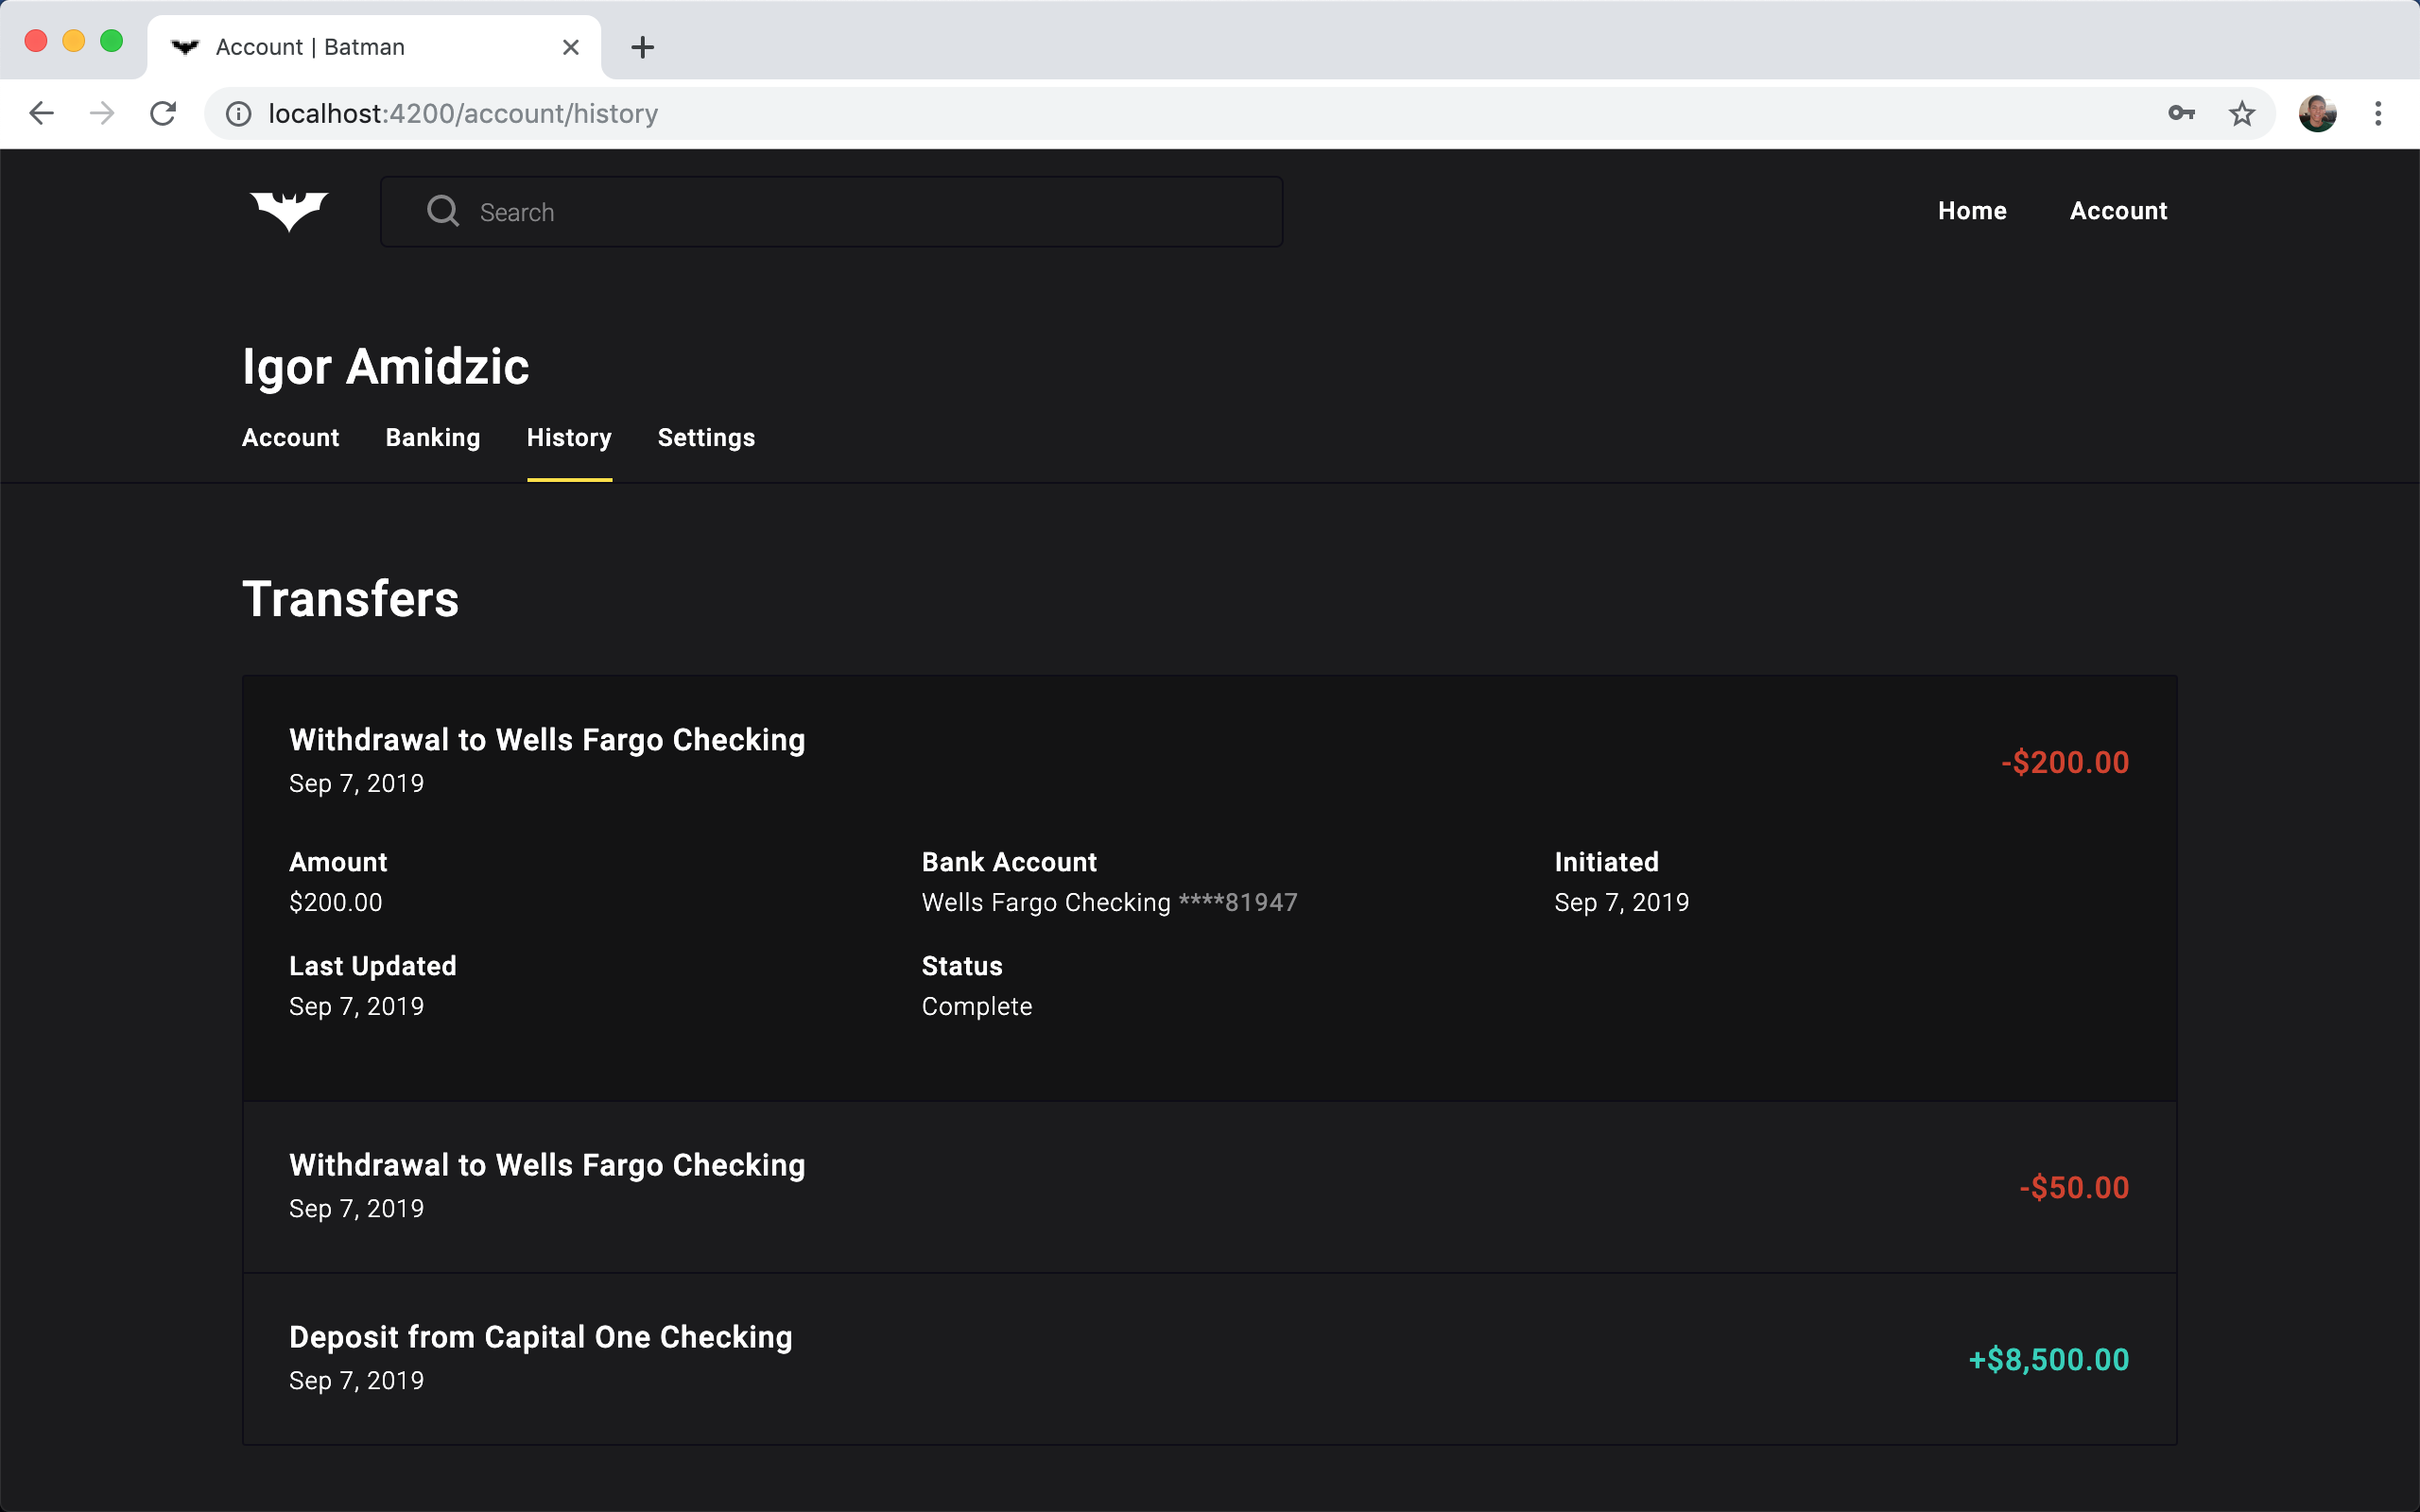 Account | Batman
localhost:4200/account/history
Search
Home
Account
Igor Amidzic
Account
Banking
History
Settings
Transfers
Withdrawal to Wells Fargo Checking
Sep 7, 2019
-$200.00
Amount
$200.00
Bank Account
Wells Fargo Checking ****81947
Initiated
Sep 7, 2019
Last Updated
Sep 7, 2019
Status
Complete
Withdrawal to Wells Fargo Checking
Sep 7, 2019
-$50.00
Deposit from Capital One Checking
Sep 7, 2019
+$8,500.00